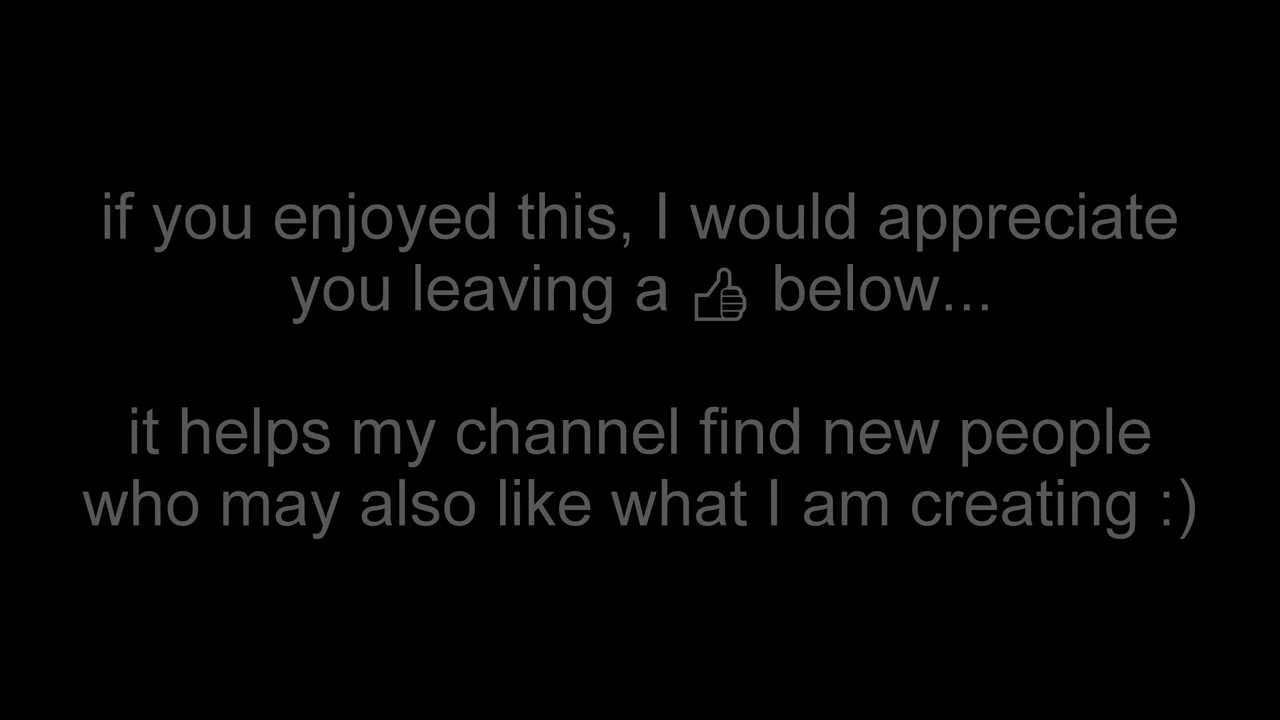 if you enjoyed this, I would appreciate
you leaving a 👍 below...
it helps my channel find new people
who may also like what I am creating :)